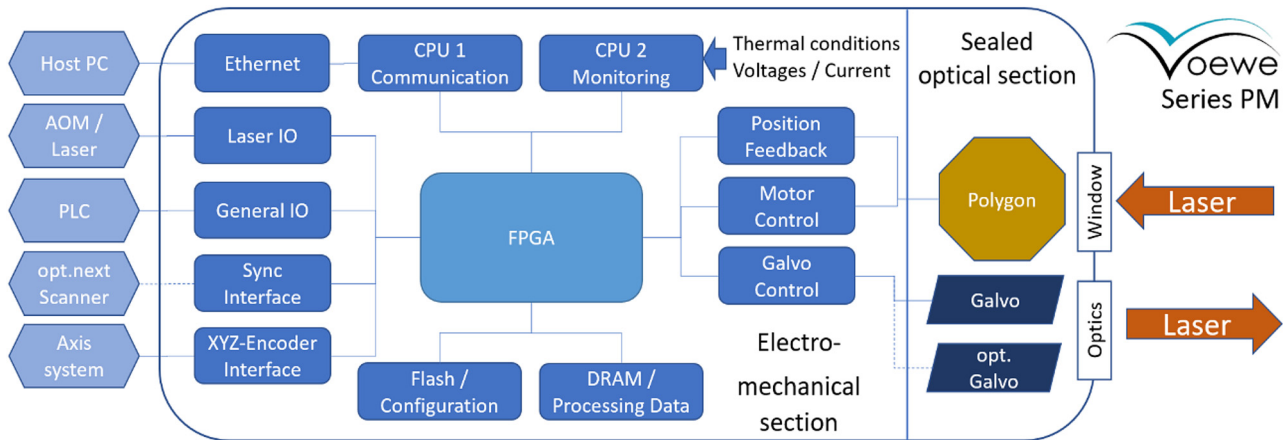 Host PC
Ethernet
CPU 1
Communication
CPU 2
Monitoring
Thermal conditions
Voltages / Current
Sealed
optical section
oewe
Series PM
AOM /
Laser
Laser IO
Position
Feedback
PLC
General IO
FPGA
Motor
Control
Polygon
Window
Laser
opt.next
Scanner
Sync
Interface
Galvo
Control
Galvo
Optics
Laser
Axis
system
XYZ-Encoder
Interface
opt.
Galvo
Flash /
Configuration
DRAM /
Processing Data
Electro-
mechanical
section